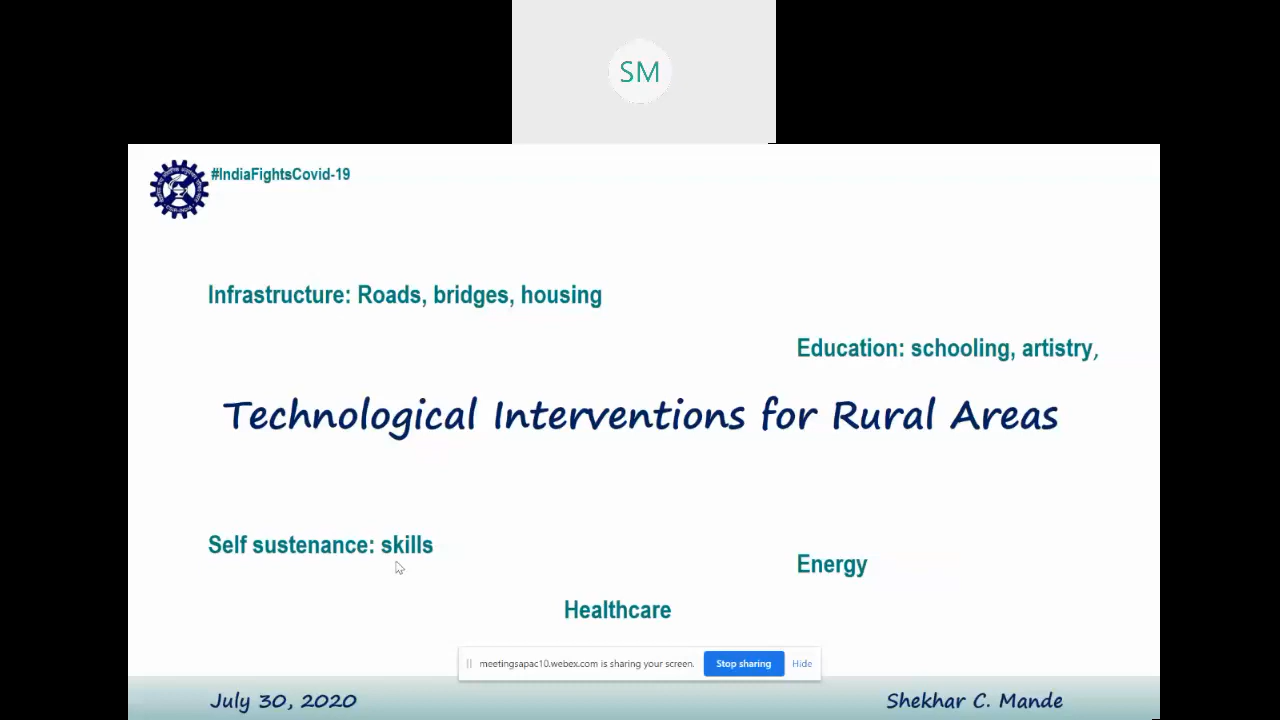 SM
#IndiaFightsCovid-19
Infrastructure: Roads, bridges, housing
Education: schooling, artistry,
Technological Interventions for Rural Areas
Self sustenance: skills
Energy
Healthcare
meetingsapac10.webex.com is sharing your screen. Stop sharing Hide
July 30, 2020 Shekhar C. Mande